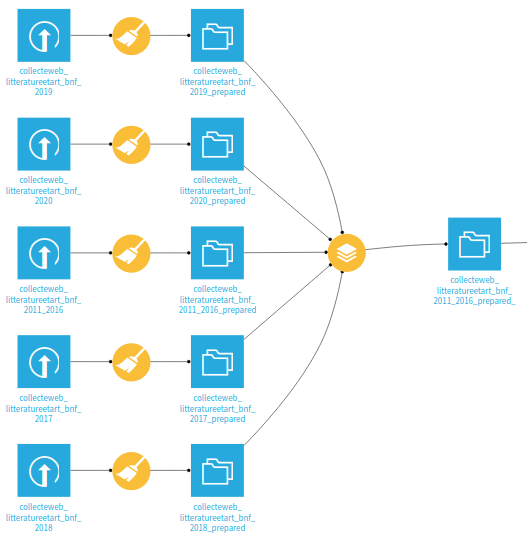 collecteweb_
litteratureetart_bnf_
2019
collecteweb_
litteratureetart_bnf_
2019_prepared
collecteweb_
litteratureetart_bnf_
2020
collecteweb_
litteratureetart_bnf_
2020_prepared
collecteweb_
litteratureetart_bnf_
2011_2016
collecteweb_
litteratureetart_bnf_
2011_2016_prepared
collecteweb_
litteratureetart_bnf_
2011_2016_prepared_
collecteweb_
litteratureetart_bnf_
2017
collecteweb_
litteratureetart_bnf_
2017_prepared
collecteweb_
litteratureetart_bnf_
2018
collecteweb_
litteratureetart_bnf_
2018_prepared